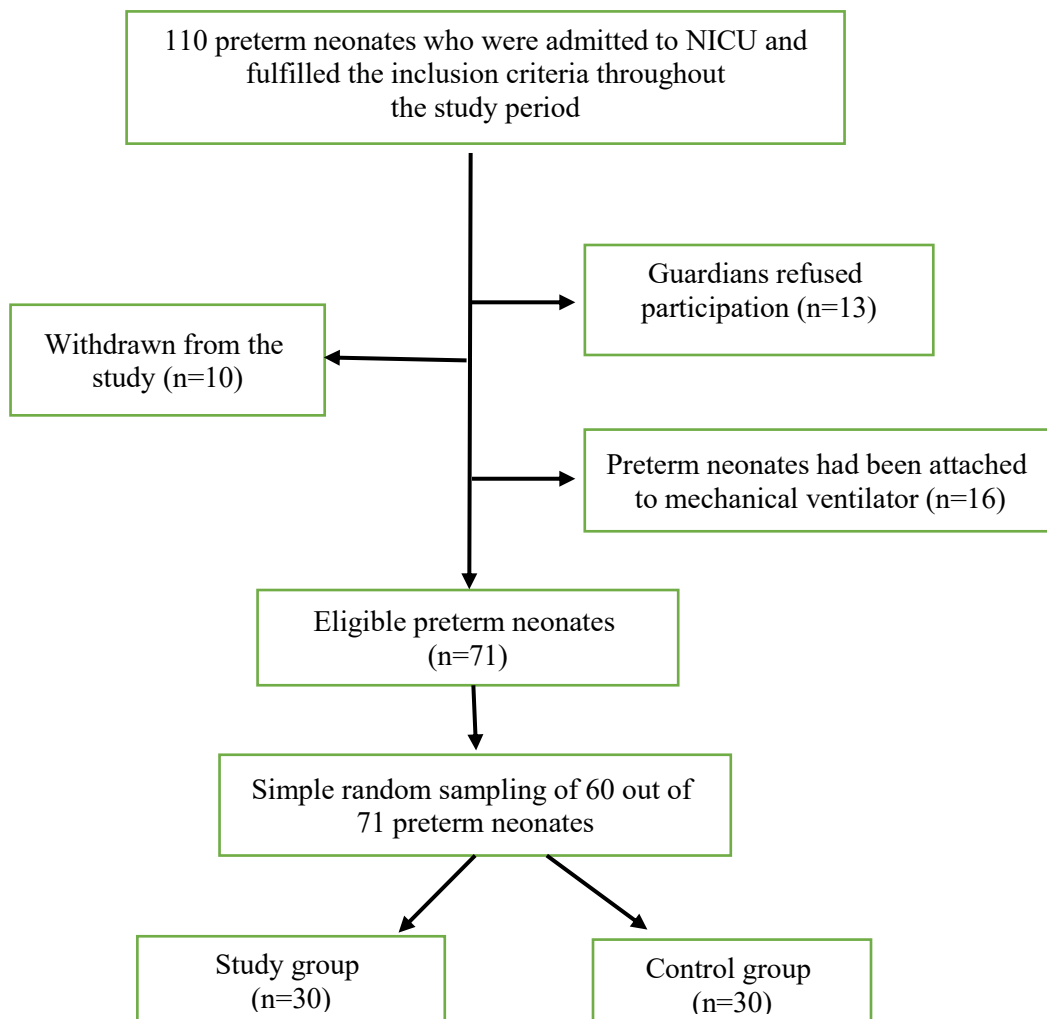 110 preterm neonates who were admitted to NICU and
fulfilled the inclusion criteria throughout
the study period
Guardians refused
participation (n=13)
Withdrawn from the
study (n=10)
Preterm neonates had been attached
to mechanical ventilator (n=16)
Eligible preterm neonates
(n=71)
Simple random sampling of 60 out of
71 preterm neonates
Study group
(n=30)
Control group
(n=30)